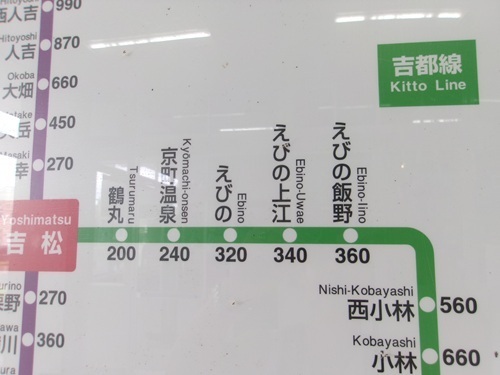 西人吉
990
Hitoyoshi
人吉
870
Okoba
大畑
660
450
270
吉都線
Kitto Line
Yoshimatsu
吉松
Tsurumaru
鶴丸
200
Kyōmachi-onsen
京町温泉
240
Ebino
えびの
320
Ebino-Uwae
えびの上江
340
Ebino-Iino
えびの飯野
360
270
360
Nishi-Kobayashi
西小林
560
Kobayashi
小林
660